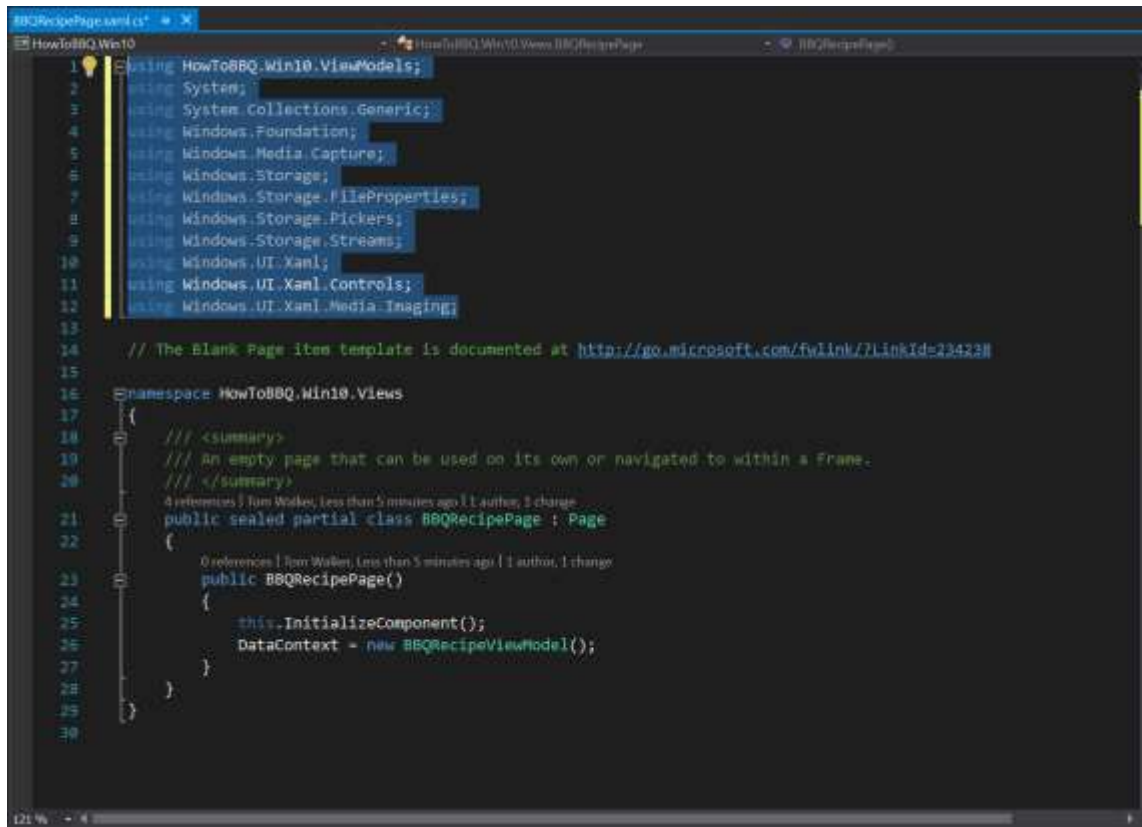 BBQRecipePage.xaml.cs*
HowToBBQ.Win10 HowToBBQ.Win10.Views.BBQRecipePage BBQRecipePage()
1 using HowToBBQ.Win10.ViewModels;
2 using System;
3 using System.Collections.Generic;
4 using Windows.Foundation;
5 using Windows.Media.Capture;
6 using Windows.Storage;
7 using Windows.Storage.FileProperties;
8 using Windows.Storage.Pickers;
9 using Windows.Storage.Streams;
10 using Windows.UI.Xaml;
11 using Windows.UI.Xaml.Controls;
12 using Windows.UI.Xaml.Media.Imaging;
13
14 // The Blank Page item template is documented at http://go.microsoft.com/fwlink/?LinkId=234238
15
16 namespace HowToBBQ.Win10.Views
17 {
18 /// <summary>
19 /// An empty page that can be used on its own or navigated to within a Frame.
20 /// </summary>
4 references | Tom Walker, Less than 5 minutes ago | 1 author, 1 change
21 public sealed partial class BBQRecipePage : Page
22 {
0 references | Tom Walker, Less than 5 minutes ago | 1 author, 1 change
23 public BBQRecipePage()
24 {
25 this.InitializeComponent();
26 DataContext = new BBQRecipeViewModel();
27 }
28 }
29 }
30
121 %